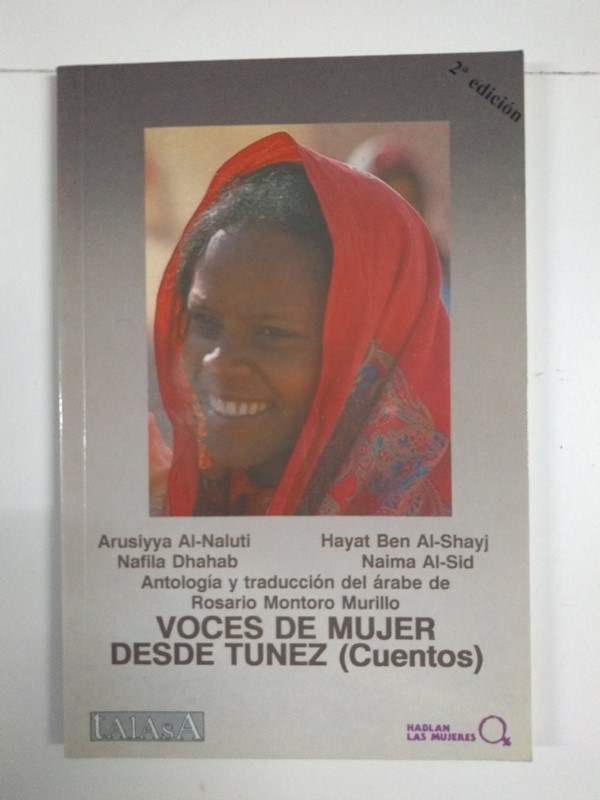 2ª edición
Arusiyya Al-Naluti Hayat Ben Al-Shayj
Nafila Dhahab Naima Al-Sid
Antología y traducción del árabe de
Rosario Montoro Murillo
VOCES DE MUJER
DESDE TUNEZ (Cuentos)
tAlAsA
HABLAN
LAS MUJERES